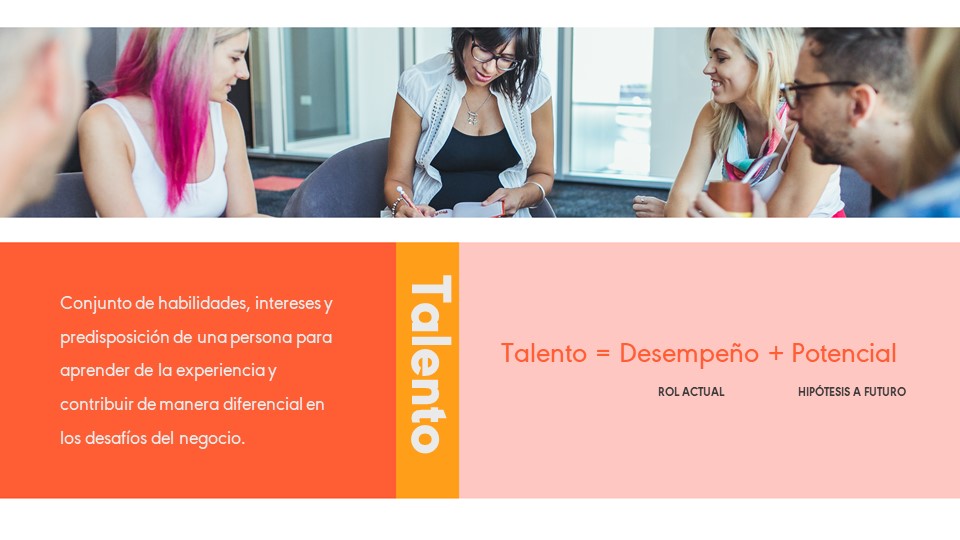 Conjunto de habilidades, intereses y
predisposición de una persona para
aprender de la experiencia y
contribuir de manera diferencial en
los desafíos del negocio.
Talento
Talento = Desempeño + Potencial
ROL ACTUAL HIPÓTESIS A FUTURO